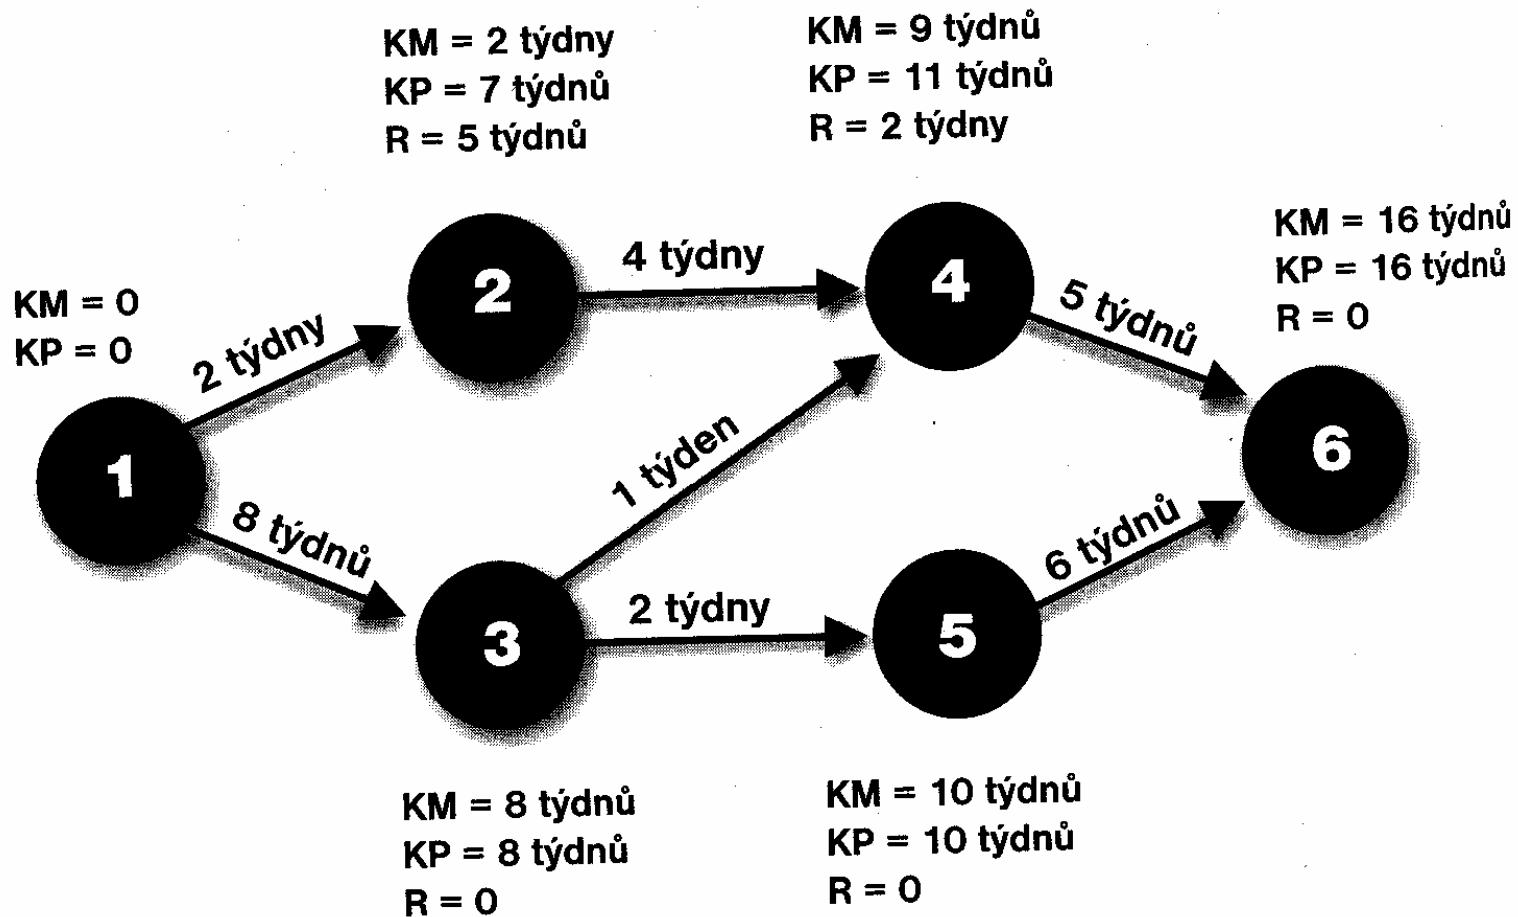 KM = 2 týdny
KP = 7 týdnů
R = 5 týdnů
KM = 9 týdnů
KP = 11 týdnů
R = 2 týdny
KM = 16 týdnů
KP = 16 týdnů
R = 0
KM = 0
KP = 0
2 týdny
2
4 týdny
4
5 týdnů
1
8 týdnů
1 týden
6
3
2 týdny
5
6 týdnů
KM = 8 týdnů
KP = 8 týdnů
R = 0
KM = 10 týdnů
KP = 10 týdnů
R = 0